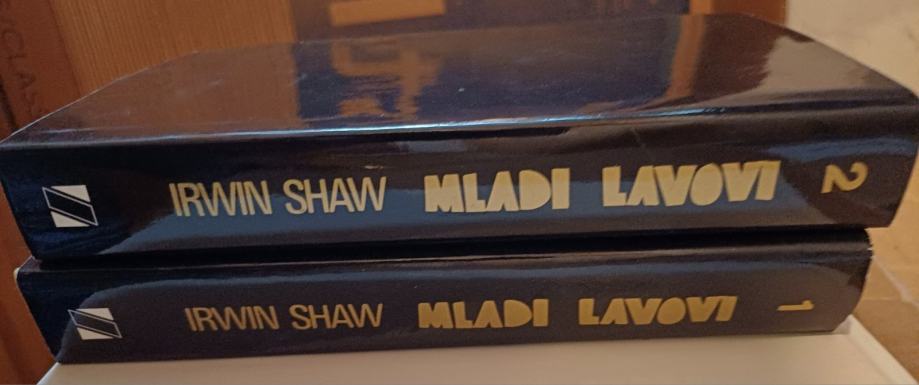 IRWIN SHAW MLADI LAVOVI 2
IRWIN SHAW MLADI LAVOVI 1